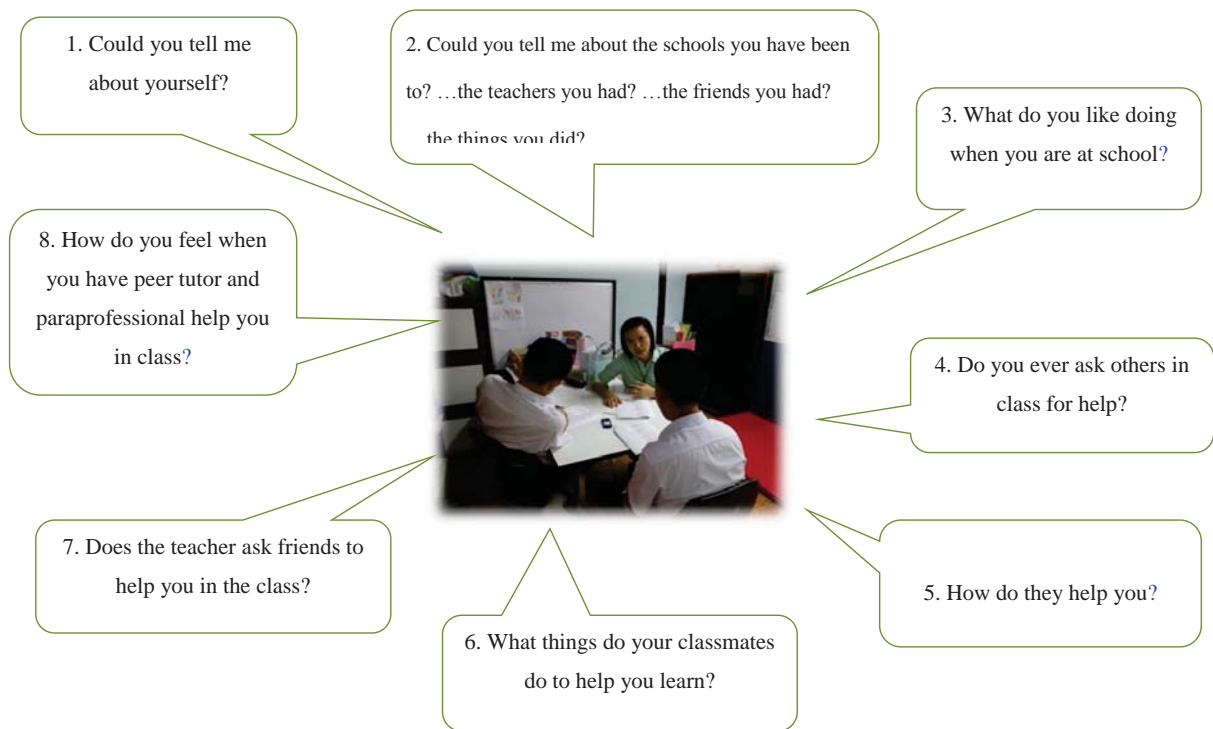 1. Could you tell me
about yourself?
2. Could you tell me about the schools you have been
to? …the teachers you had? …the friends you had?
the things you did?
3. What do you like doing
when you are at school?
8. How do you feel when
you have peer tutor and
paraprofessional help you
in class?
4. Do you ever ask others in
class for help?
7. Does the teacher ask friends to
help you in the class?
5. How do they help you?
6. What things do your classmates
do to help you learn?